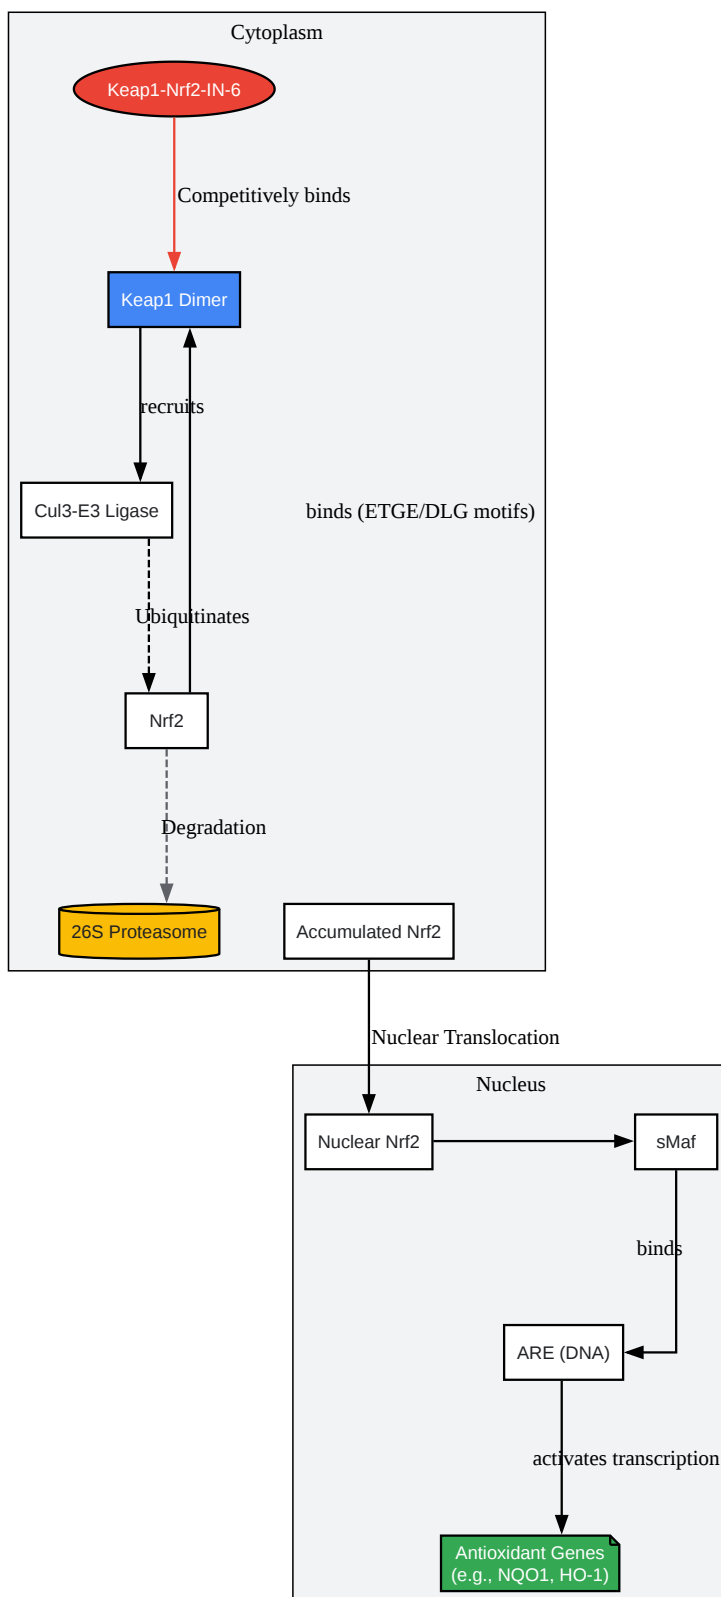 Cytoplasm
Keap1-Nrf2-IN-6
Competitively binds
Keap1 Dimer
recruits
Cul3-E3 Ligase
binds (ETGE/DLG motifs)
Ubiquitinates
Nrf2
Degradation
26S Proteasome
Accumulated Nrf2
Nuclear Translocation
Nucleus
Nuclear Nrf2
sMaf
binds
ARE (DNA)
activates transcription
Antioxidant Genes
(e.g., NQO1, HO-1)